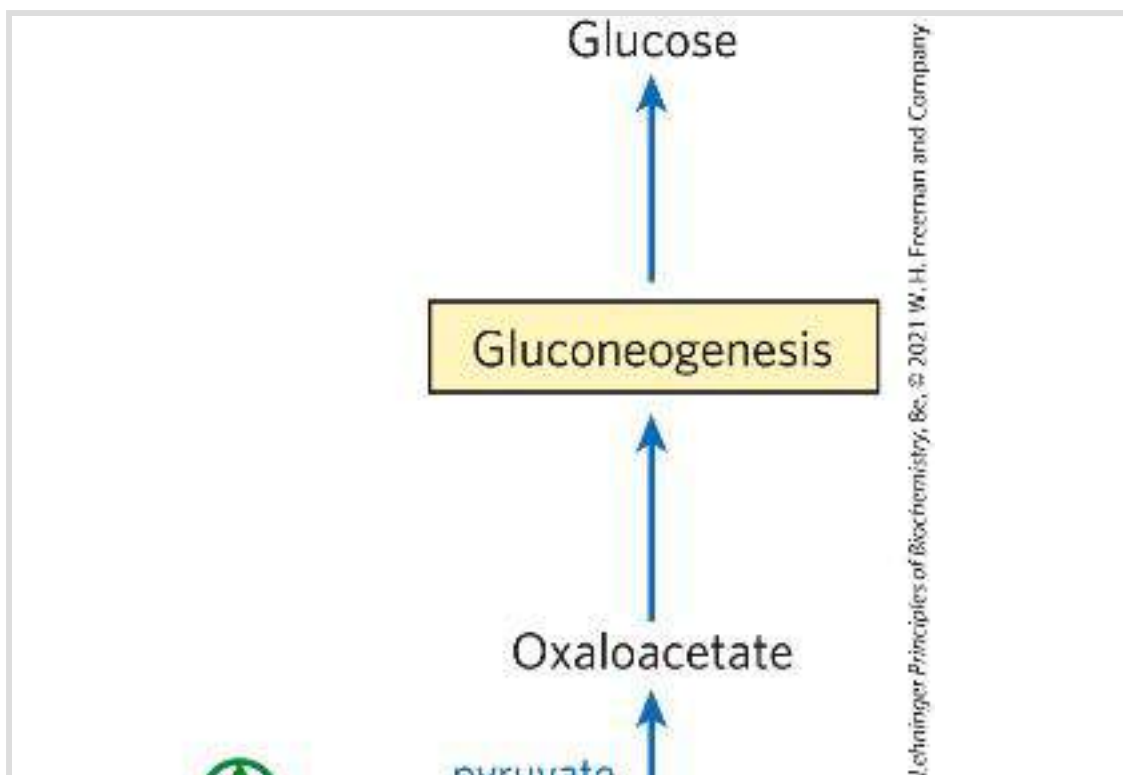 Glucose
Gluconeogenesis
Oxaloacetate
pyruvate
Lehninger Principles of Biochemistry, 8e, © 2021 W. H. Freeman and Company